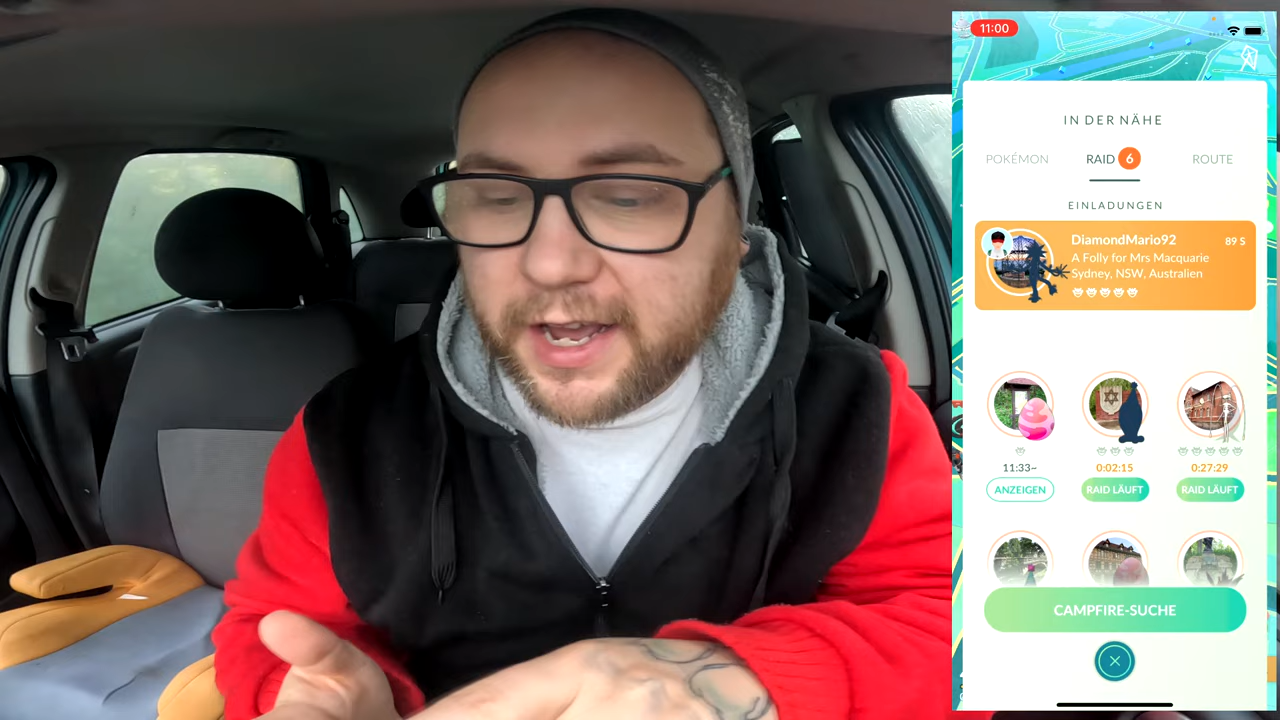 11:00
IN DER NÄHE
POKÉMON RAID 6 ROUTE
EINLADUNGEN
DiamondMario92 89 S
A Folly for Mrs Macquarie
Sydney, NSW, Australien
11:33~ 0:02:15 0:27:29
ANZEIGEN RAID LÄUFT RAID LÄUFT
CAMPFIRE-SUCHE